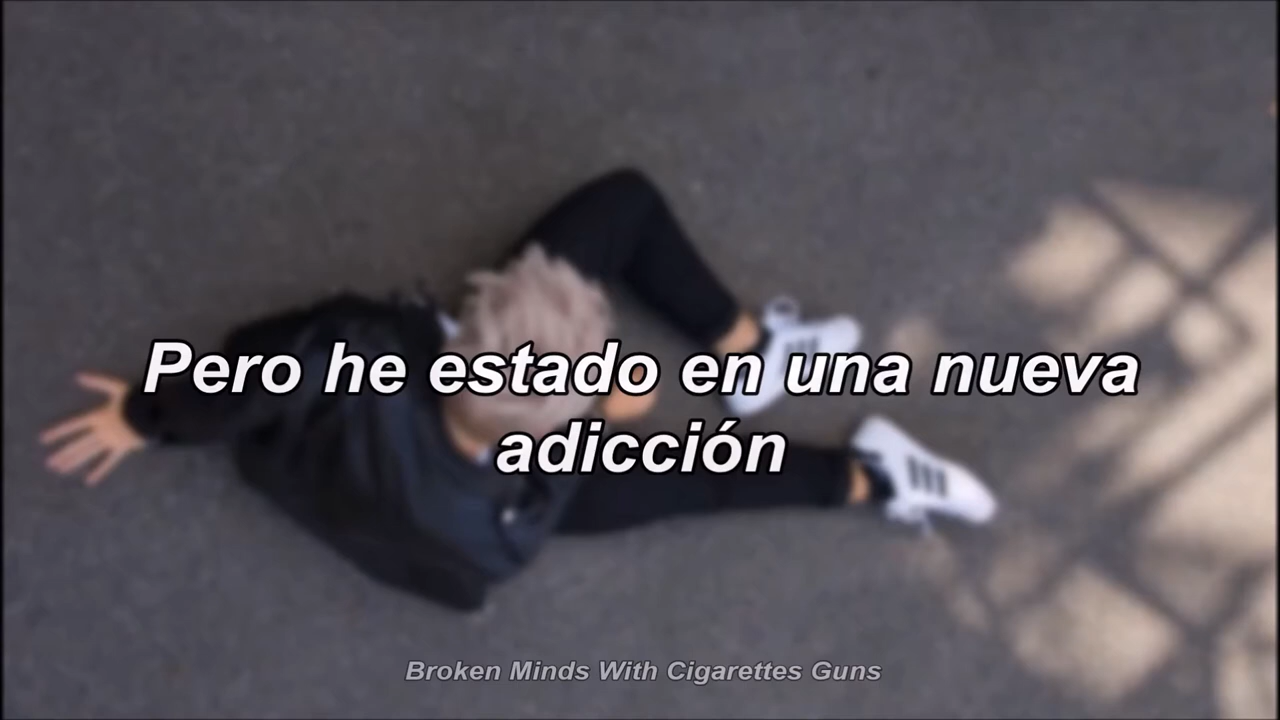 Pero he estado en una nueva
adicción
Broken Minds With Cigarettes Guns